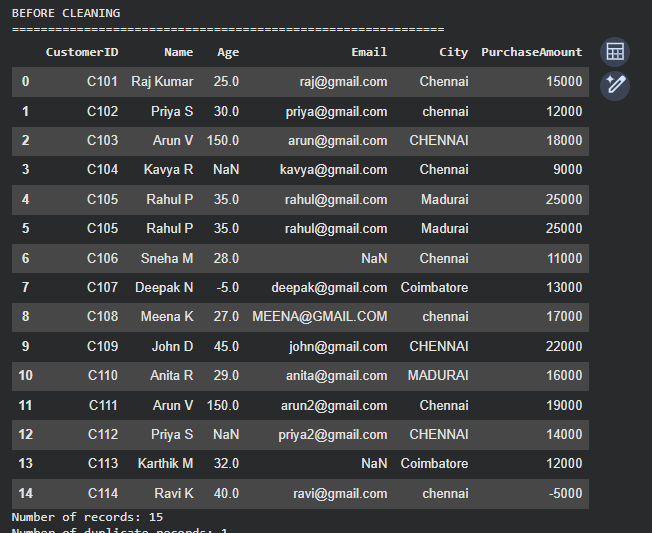 BEFORE CLEANING
============================================================
CustomerID Name Age Email City PurchaseAmount
0 C101 Raj Kumar 25.0 raj@gmail.com Chennai 15000
1 C102 Priya S 30.0 priya@gmail.com chennai 12000
2 C103 Arun V 150.0 arun@gmail.com CHENNAI 18000
3 C104 Kavya R NaN kavya@gmail.com Chennai 9000
4 C105 Rahul P 35.0 rahul@gmail.com Madurai 25000
5 C105 Rahul P 35.0 rahul@gmail.com Madurai 25000
6 C106 Sneha M 28.0 NaN Chennai 11000
7 C107 Deepak N -5.0 deepak@gmail.com Coimbatore 13000
8 C108 Meena K 27.0 MEENA@GMAIL.COM chennai 17000
9 C109 John D 45.0 john@gmail.com CHENNAI 22000
10 C110 Anita R 29.0 anita@gmail.com MADURAI 16000
11 C111 Arun V 150.0 arun2@gmail.com Chennai 19000
12 C112 Priya S NaN priya2@gmail.com CHENNAI 14000
13 C113 Karthik M 32.0 NaN Coimbatore 12000
14 C114 Ravi K 40.0 ravi@gmail.com chennai -5000
Number of records: 15
Number of duplicate records: 1